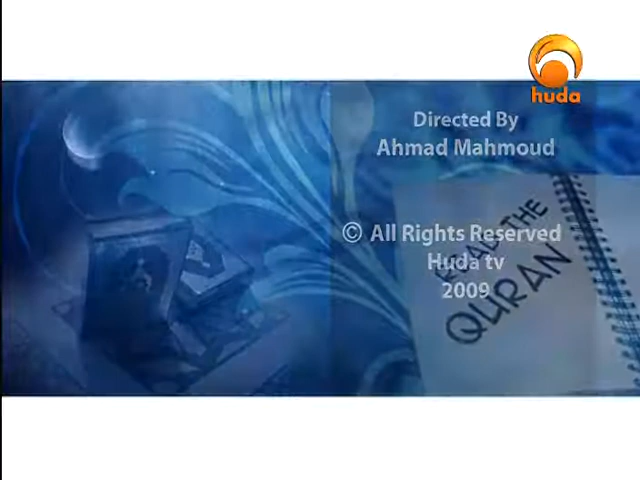 huda
Directed By
Ahmad Mahmoud
© All Rights Reserved
Huda tv
2009
READ THE
QURAN